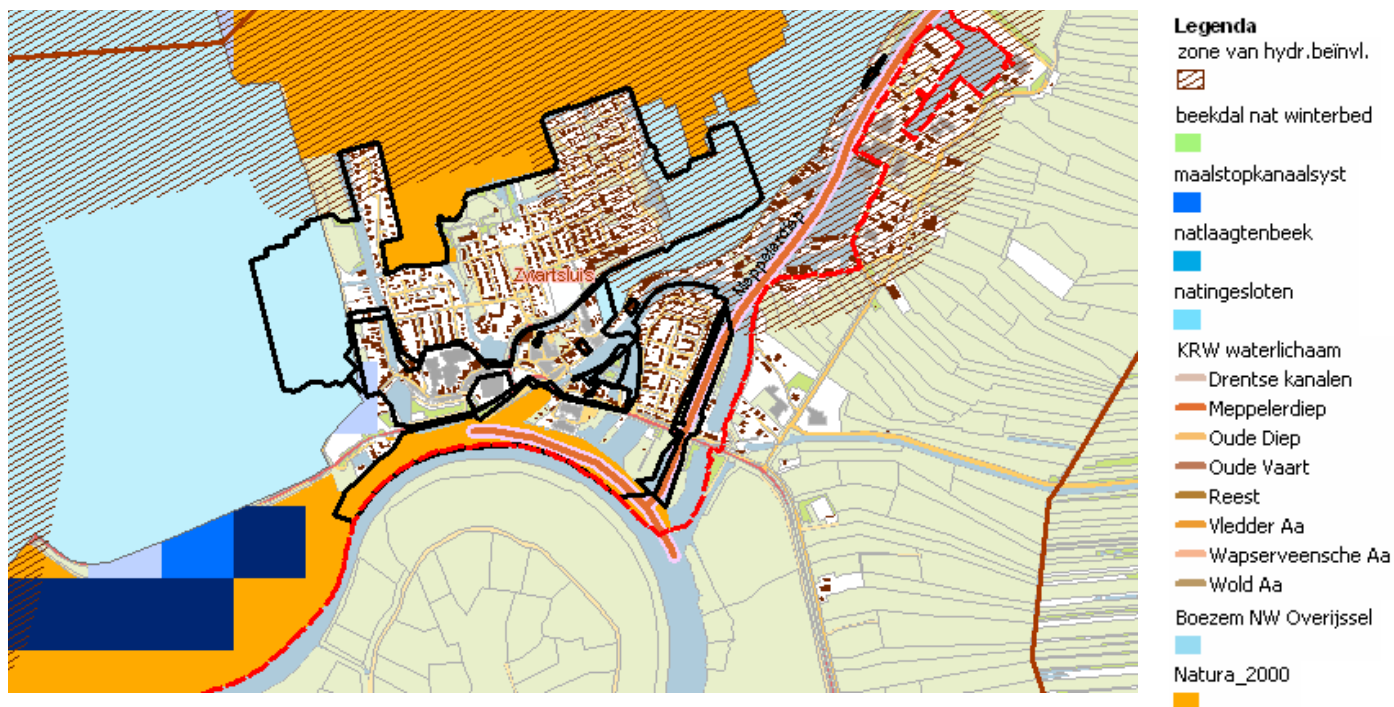 Zwartsluis
Meppelerdiep
Legenda
zone van hydr.beïnvl.
beekdal nat winterbed
maalstopkanaalsyst
natlaagtenbeek
natingesloten
KRW waterlichaam
Drentse kanalen
Meppelerdiep
Oude Diep
Oude Vaart
Reest
Vledder Aa
Wapserveensche Aa
Wold Aa
Boezem NW Overijssel
Natura_2000